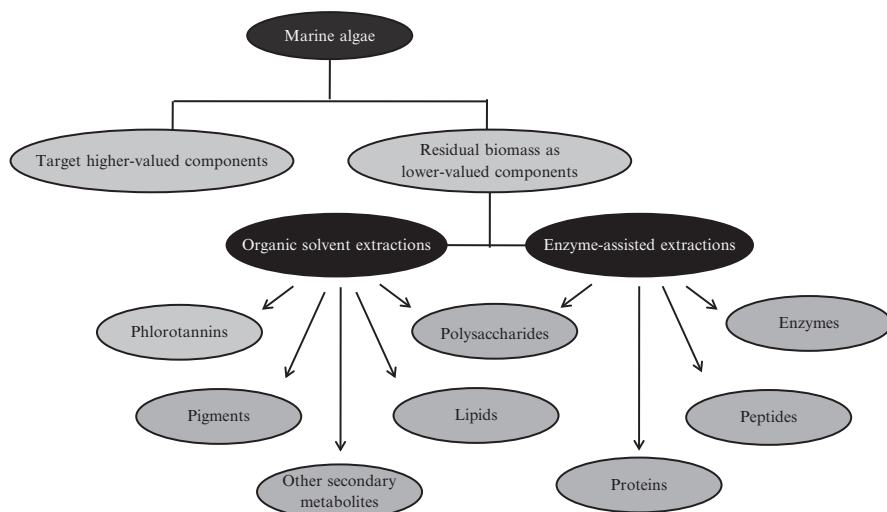 Marine algae
Target higher-valued components
Residual biomass as
lower-valued components
Organic solvent extractions
Enzyme-assisted extractions
Phlorotannins
Polysaccharides
Enzymes
Pigments
Lipids
Peptides
Other secondary
metabolites
Proteins